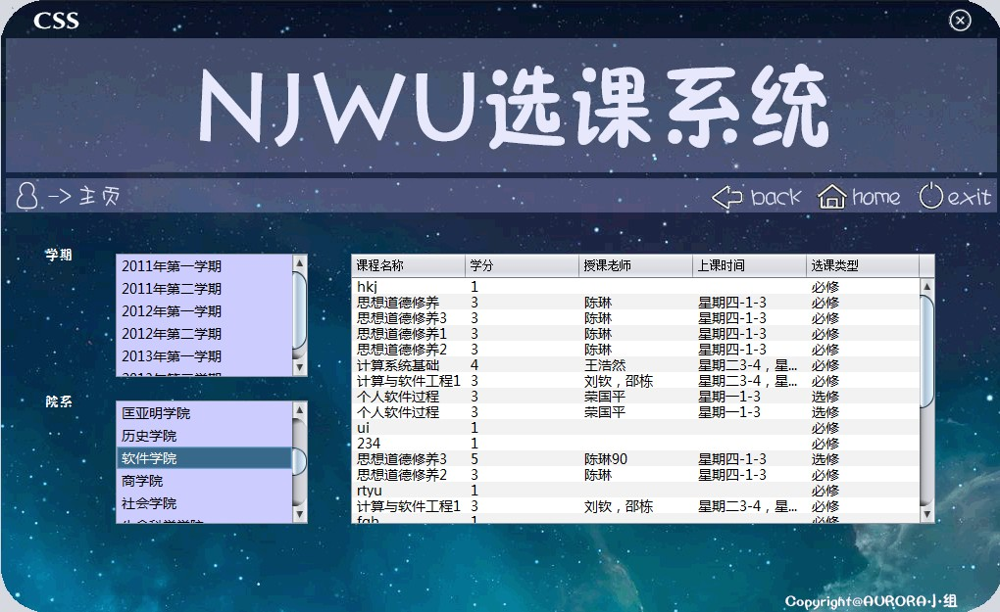 CSS
NJWU选课系统
-> 主页
back home exit
学期
2011年第一学期
2011年第二学期
2012年第一学期
2012年第二学期
2013年第一学期
院系
匡亚明学院
历史学院
软件学院
商学院
社会学院
课程名称 学分 授课老师 上课时间 选课类型
hkj 1 必修
思想道德修养 3 陈琳 星期四-1-3 必修
思想道德修养3 3 陈琳 星期四-1-3 必修
思想道德修养1 3 陈琳 星期四-1-3 必修
思想道德修养2 3 陈琳 星期四-1-3 必修
计算系统基础 4 王浩然 星期二3-4，星... 必修
计算与软件工程1 3 刘钦，邵栋 星期二3-4，星... 必修
个人软件过程 3 荣国平 星期一1-3 选修
个人软件过程 3 荣国平 星期一1-3 选修
ui 1 必修
234 1 必修
思想道德修养3 5 陈琳90 星期四-1-3 选修
思想道德修养2 3 陈琳 星期四-1-3 必修
rtyu 1 必修
计算与软件工程1 3 刘钦，邵栋 星期二3-4，星... 必修
Copyright@AURORA小组